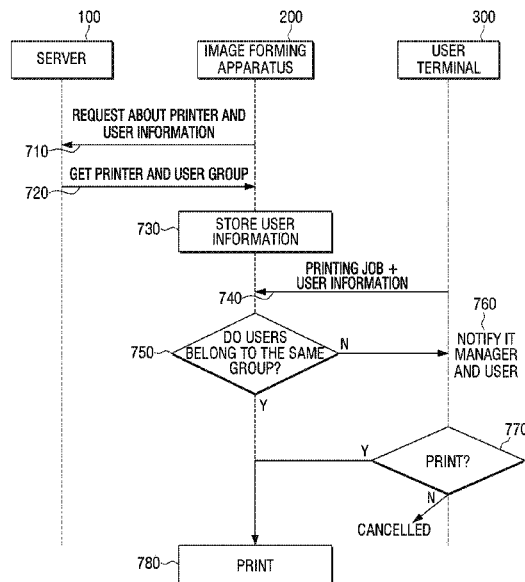 100
200
300
SERVER
IMAGE FORMING
APPARATUS
USER
TERMINAL
REQUEST ABOUT PRINTER AND
USER INFORMATION
710
GET PRINTER AND USER GROUP
720
730
STORE USER
INFORMATION
PRINTING JOB +
USER INFORMATION
740
750
DO USERS
BELONG TO THE SAME
GROUP?
N
Y
760
NOTIFY IT
MANAGER
AND USER
770
PRINT?
Y
N
CANCELLED
780
PRINT